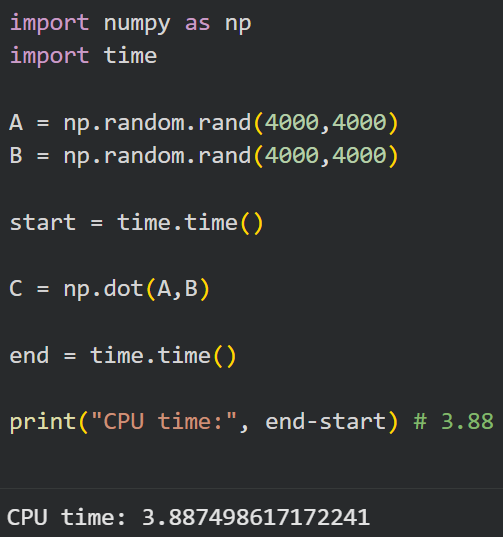 import numpy as np
import time
A = np.random.rand(4000,4000)
B = np.random.rand(4000,4000)
start = time.time()
C = np.dot(A,B)
end = time.time()
print("CPU time:", end-start) # 3.88
CPU time: 3.887498617172241